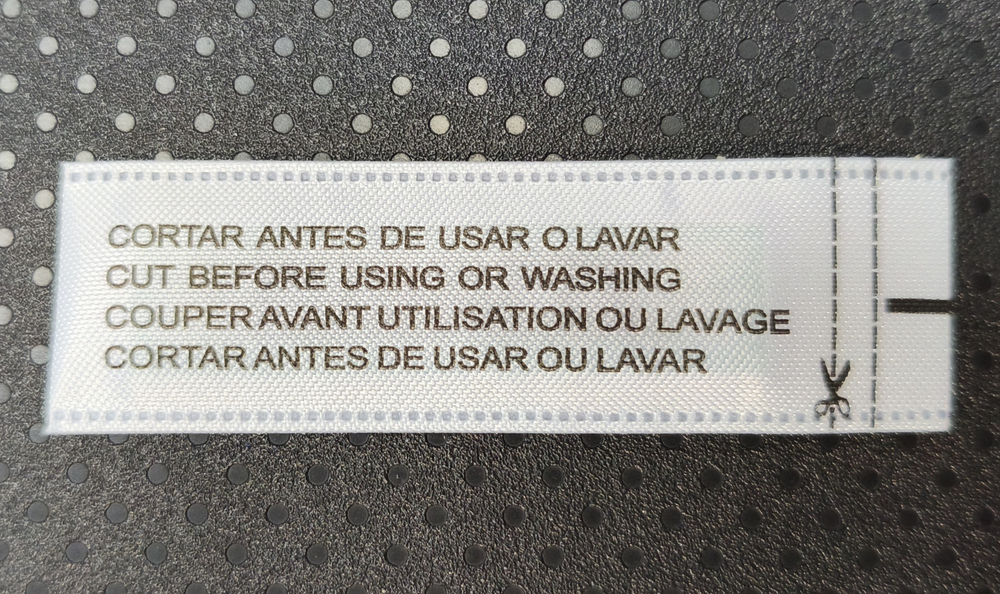 CORTAR ANTES DE USAR O LAVAR
CUT BEFORE USING OR WASHING
COUPER AVANT UTILISATION OU LAVAGE
CORTAR ANTES DE USAR OU LAVAR